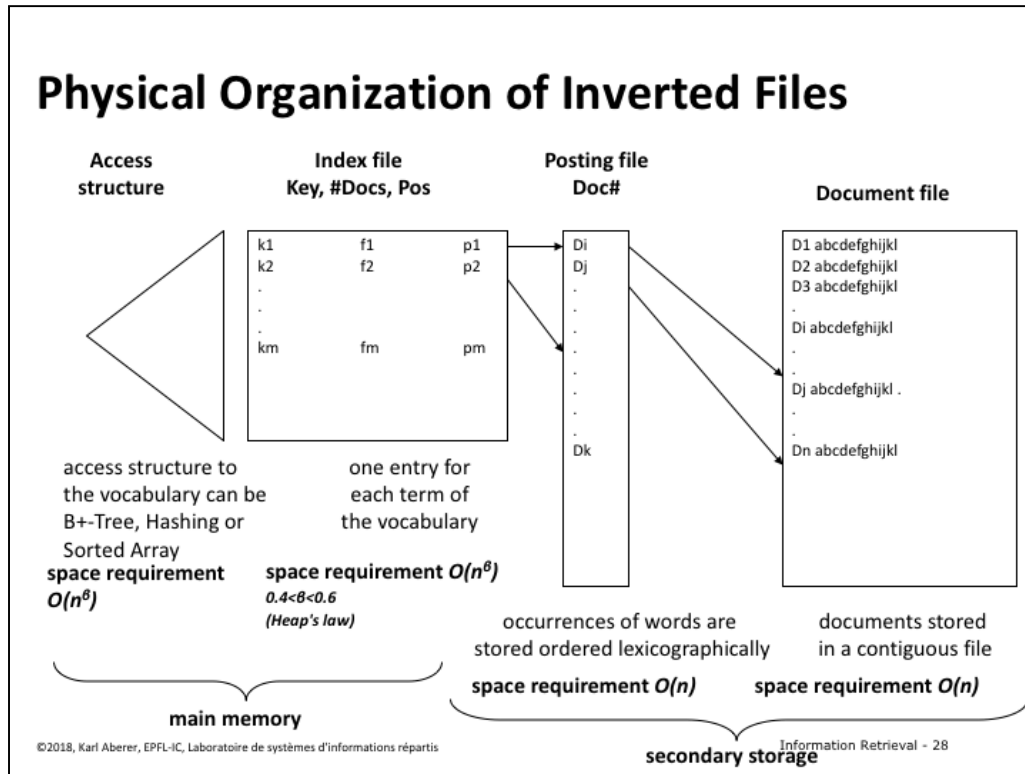 Physical Organization of Inverted Files
Access
structure
Index file
Key, #Docs, Pos
Posting file
Doc#
Document file
k1 f1 p1
k2 f2 p2
.
.
.
km fm pm
Di
Dj
.
.
.
.
.
.
.
.
Dk
D1 abcdefghijkl
D2 abcdefghijkl
D3 abcdefghijkl
.
Di abcdefghijkl
.
.
Dj abcdefghijkl .
.
.
Dn abcdefghijkl
access structure to
the vocabulary can be
B+-Tree, Hashing or
Sorted Array
space requirement
O(nᵝ)
one entry for
each term of
the vocabulary
space requirement O(nᵝ)
0.4<β<0.6
(Heap's law)
occurrences of words are
stored ordered lexicographically
space requirement O(n)
documents stored
in a contiguous file
space requirement O(n)
main memory
secondary storage
©2018, Karl Aberer, EPFL-IC, Laboratoire de systèmes d'informations répartis
Information Retrieval - 28